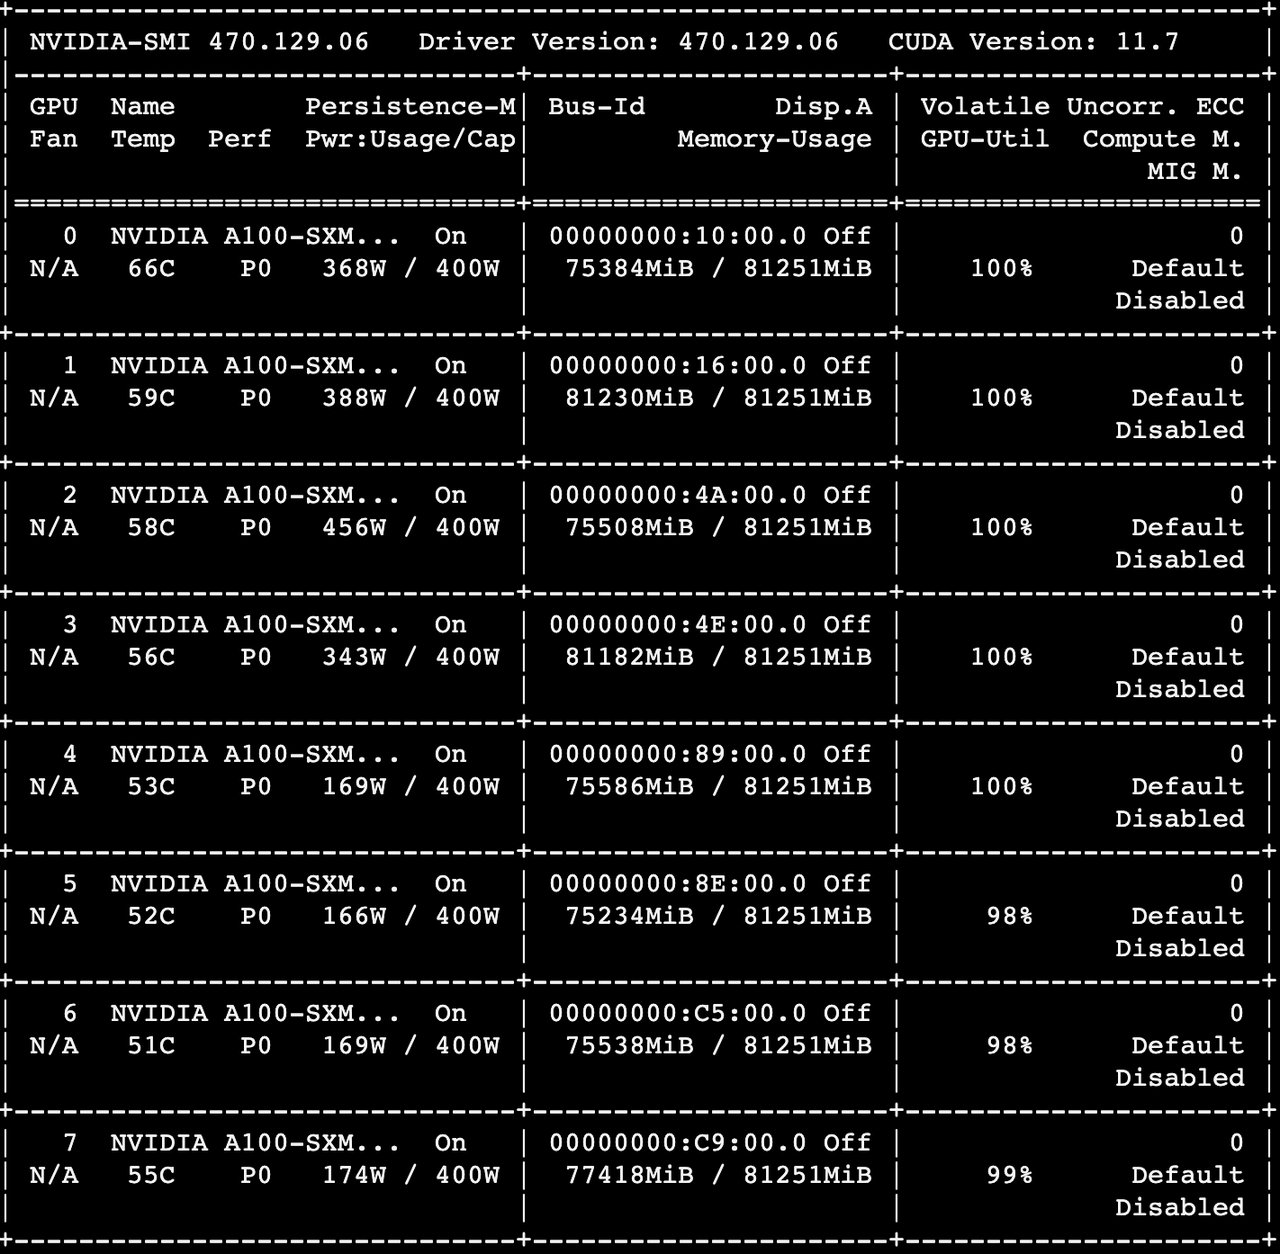 +-----------------------------------------------------------------------------+
| NVIDIA-SMI 470.129.06   Driver Version: 470.129.06   CUDA Version: 11.7     |
|-------------------------------+----------------------+----------------------+
| GPU  Name        Persistence-M| Bus-Id        Disp.A | Volatile Uncorr. ECC |
| Fan  Temp  Perf  Pwr:Usage/Cap|         Memory-Usage | GPU-Util  Compute M. |
|                               |                      |               MIG M. |
|===============================+======================+======================|
|   0  NVIDIA A100-SXM...  On   | 00000000:10:00.0 Off |                    0 |
| N/A   66C    P0   368W / 400W |  75384MiB / 81251MiB |    100%      Default |
|                               |                      |             Disabled |
+-------------------------------+----------------------+----------------------+
|   1  NVIDIA A100-SXM...  On   | 00000000:16:00.0 Off |                    0 |
| N/A   59C    P0   388W / 400W |  81230MiB / 81251MiB |    100%      Default |
|                               |                      |             Disabled |
+-------------------------------+----------------------+----------------------+
|   2  NVIDIA A100-SXM...  On   | 00000000:4A:00.0 Off |                    0 |
| N/A   58C    P0   456W / 400W |  75508MiB / 81251MiB |    100%      Default |
|                               |                      |             Disabled |
+-------------------------------+----------------------+----------------------+
|   3  NVIDIA A100-SXM...  On   | 00000000:4E:00.0 Off |                    0 |
| N/A   56C    P0   343W / 400W |  81182MiB / 81251MiB |    100%      Default |
|                               |                      |             Disabled |
+-------------------------------+----------------------+----------------------+
|   4  NVIDIA A100-SXM...  On   | 00000000:89:00.0 Off |                    0 |
| N/A   53C    P0   169W / 400W |  75586MiB / 81251MiB |    100%      Default |
|                               |                      |             Disabled |
+-------------------------------+----------------------+----------------------+
|   5  NVIDIA A100-SXM...  On   | 00000000:8E:00.0 Off |                    0 |
| N/A   52C    P0   166W / 400W |  75234MiB / 81251MiB |     98%      Default |
|                               |                      |             Disabled |
+-------------------------------+----------------------+----------------------+
|   6  NVIDIA A100-SXM...  On   | 00000000:C5:00.0 Off |                    0 |
| N/A   51C    P0   169W / 400W |  75538MiB / 81251MiB |     98%      Default |
|                               |                      |             Disabled |
+-------------------------------+----------------------+----------------------+
|   7  NVIDIA A100-SXM...  On   | 00000000:C9:00.0 Off |                    0 |
| N/A   55C    P0   174W / 400W |  77418MiB / 81251MiB |     99%      Default |
|                               |                      |             Disabled |
+-------------------------------+----------------------+----------------------+